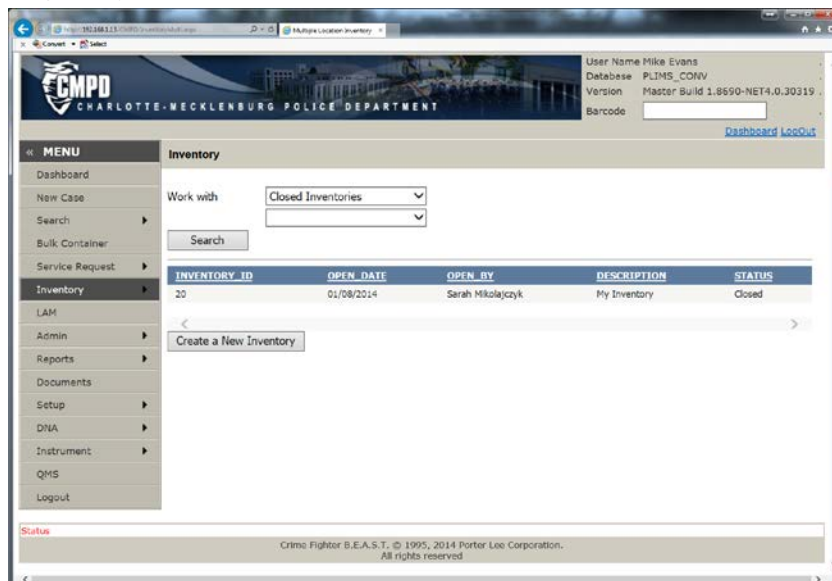 Multiple Location Inventory
Convert Select
CMPD
CHARLOTTE-MECKLENBURG POLICE DEPARTMENT
User Name Mike Evans
Database PLIMS_CONV
Version Master Build 1.8690-NET4.0.30319
Barcode
Dashboard LogOut
« MENU
Dashboard
New Case
Search
Bulk Container
Service Request
Inventory
LAM
Admin
Reports
Documents
Setup
DNA
Instrument
QMS
Logout
Inventory
Work with Closed Inventories
Search
INVENTORY_ID OPEN_DATE OPEN_BY DESCRIPTION STATUS
20 01/08/2014 Sarah Mikolajczyk My Inventory Closed
Create a New Inventory
Status
Crime Fighter B.E.A.S.T. © 1995, 2014 Porter Lee Corporation.
All rights reserved